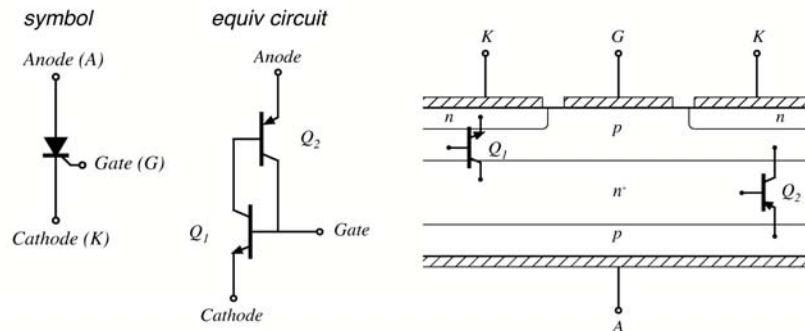 symbol
Anode (A)
Gate (G)
Cathode (K)
equiv circuit
Anode
Q2
Q1
Gate
Cathode
K G K
n p n
Q1
n-
Q2
p
A